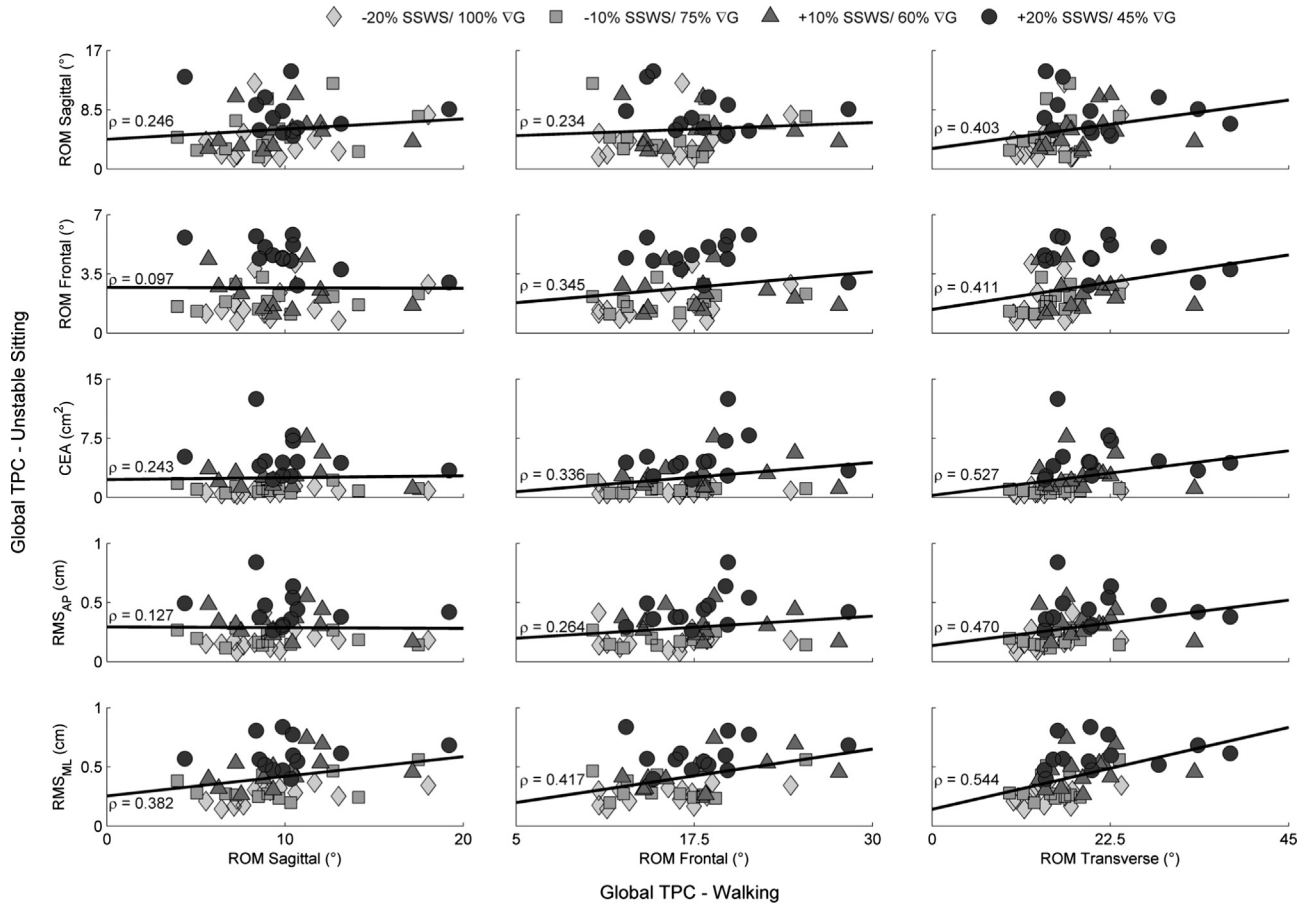 -20% SSWS/ 100% ∇G -10% SSWS/ 75% ∇G +10% SSWS/ 60% ∇G +20% SSWS/ 45% ∇G
Global TPC - Unstable Sitting
ROM Sagittal (°)
17
8.5
0
ρ = 0.246
ρ = 0.234
ρ = 0.403
ROM Frontal (°)
7
3.5
0
ρ = 0.097
ρ = 0.345
ρ = 0.411
CEA (cm²)
15
7.5
0
ρ = 0.243
ρ = 0.336
ρ = 0.527
RMS_AP (cm)
1
0.5
0
ρ = 0.127
ρ = 0.264
ρ = 0.470
RMS_ML (cm)
1
0.5
0
ρ = 0.382
ρ = 0.417
ρ = 0.544
0 10 20
5 17.5 30
0 22.5 45
ROM Sagittal (°) ROM Frontal (°) ROM Transverse (°)
Global TPC - Walking